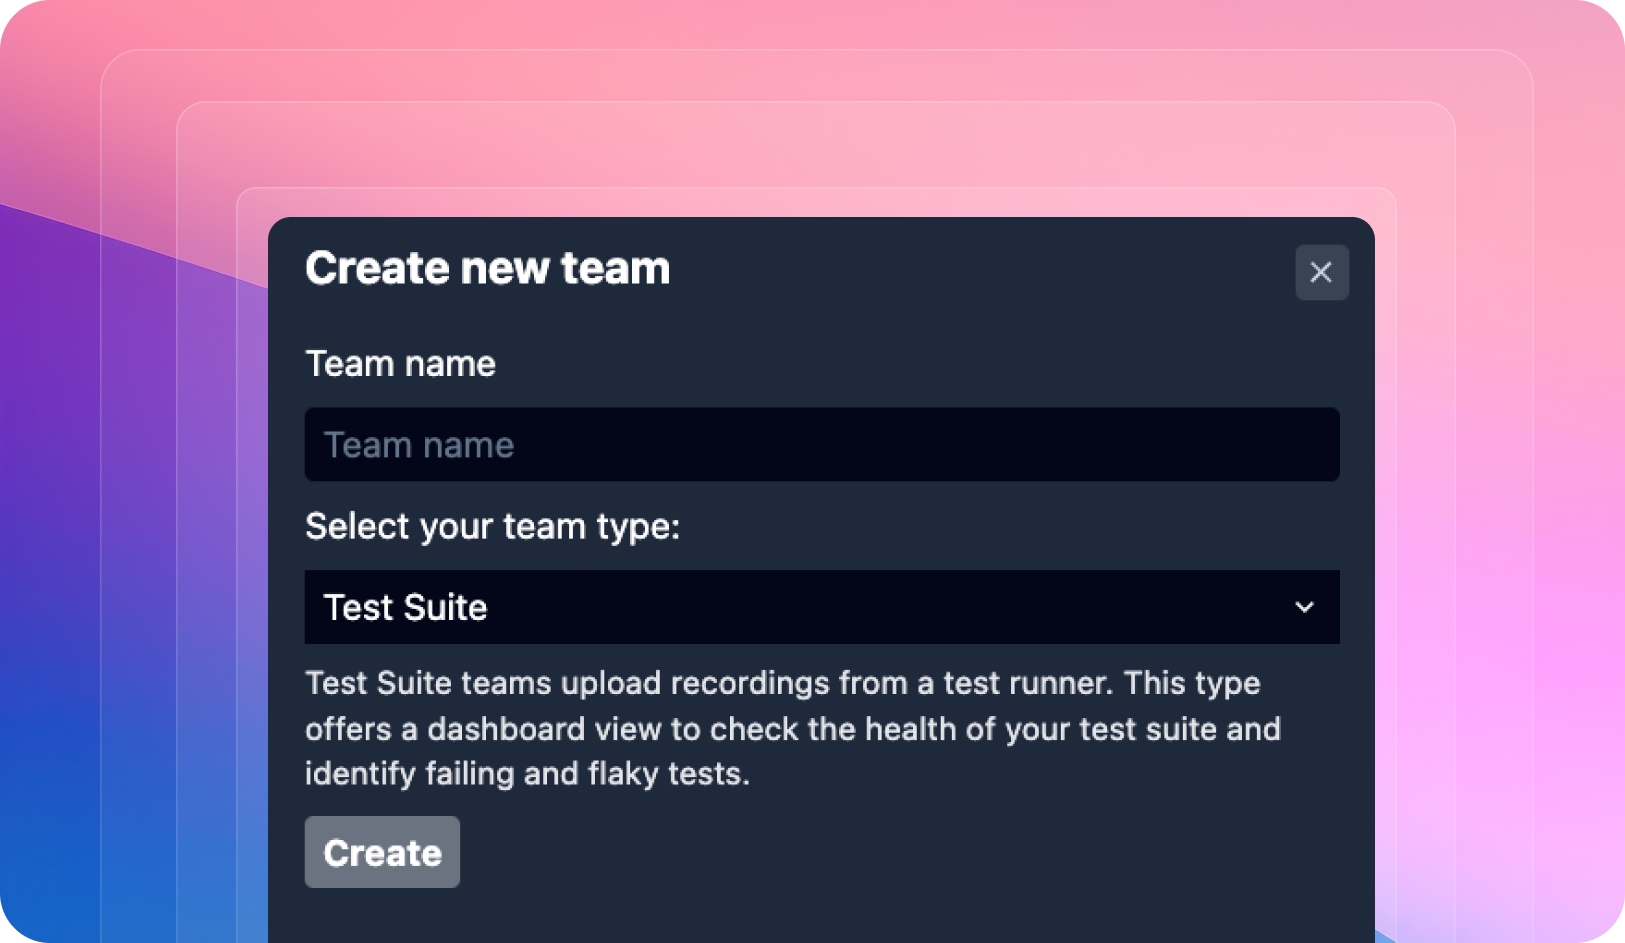 Create new team
Team name
Team name
Select your team type:
Test Suite
Test Suite teams upload recordings from a test runner. This type
offers a dashboard view to check the health of your test suite and
identify failing and flaky tests.
Create